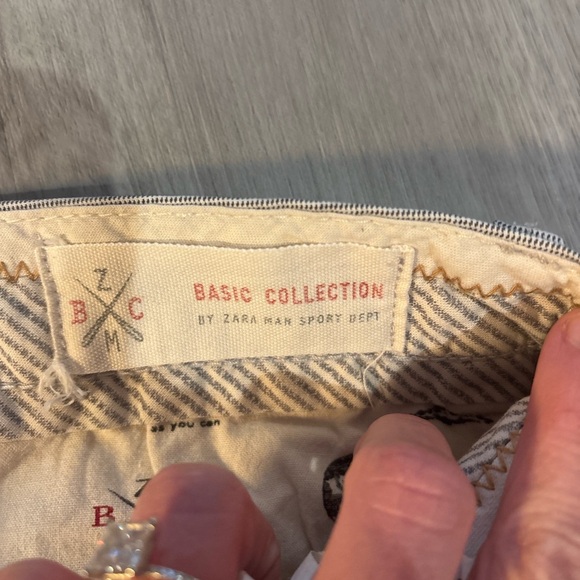 Z
B C
M
BASIC COLLECTION
BY ZARA MAN SPORT DEPT
as you can
Z
B